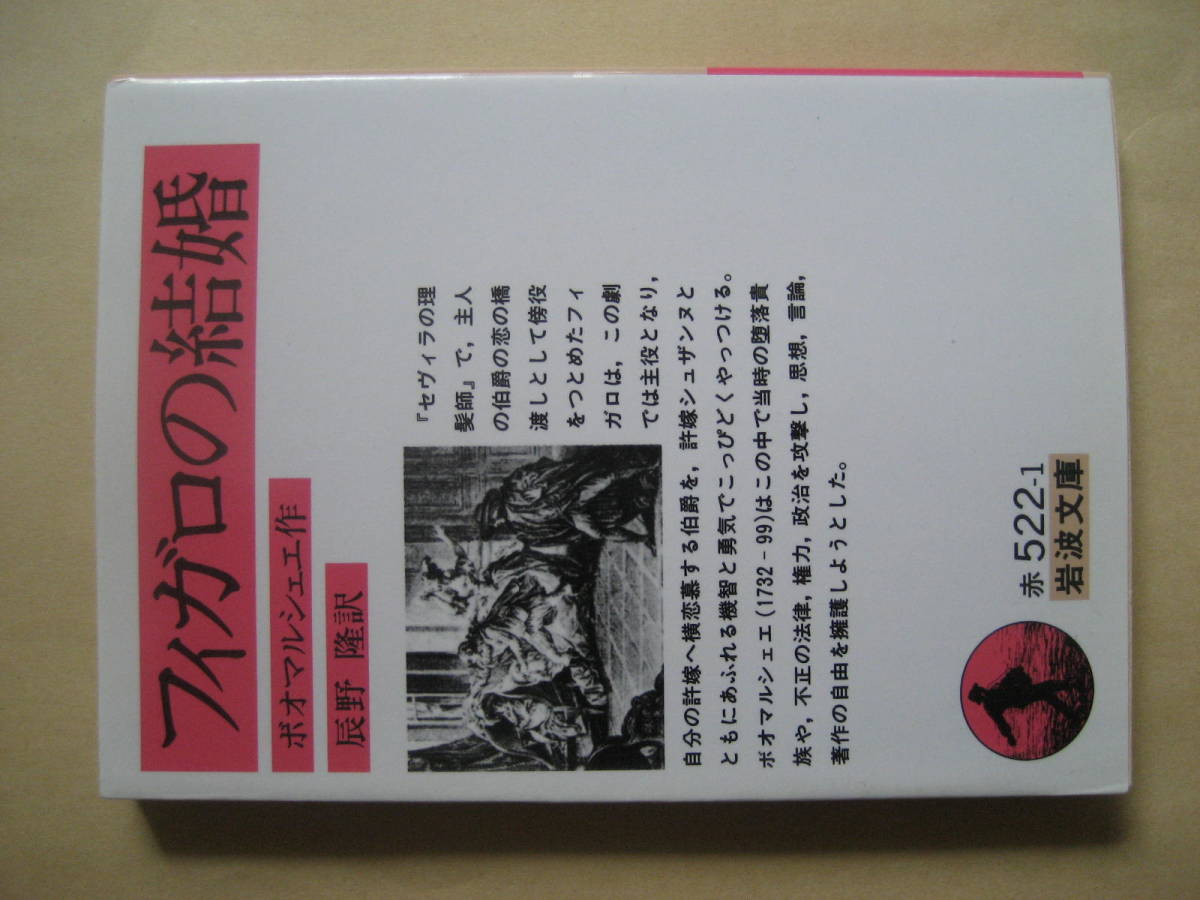 フィガロの結婚
ボオマルシェエ作
辰野 隆訳
『セヴィラの理
髪師』で，主人
の伯爵の恋の橋
渡しとして傍役
をつとめたフィ
ガロは，この劇
では主役となり，
自分の許嫁へ横恋慕する伯爵を，許嫁シュザンヌと
ともにあふれる機智と勇気でこっぴどくやっつける。
ボオマルシェエ(1732－99)はこの中で当時の堕落貴
族や，不正の法律，権力，政治を攻撃し，思想，言論，
著作の自由を擁護しようとした。
赤 522-1
岩波文庫